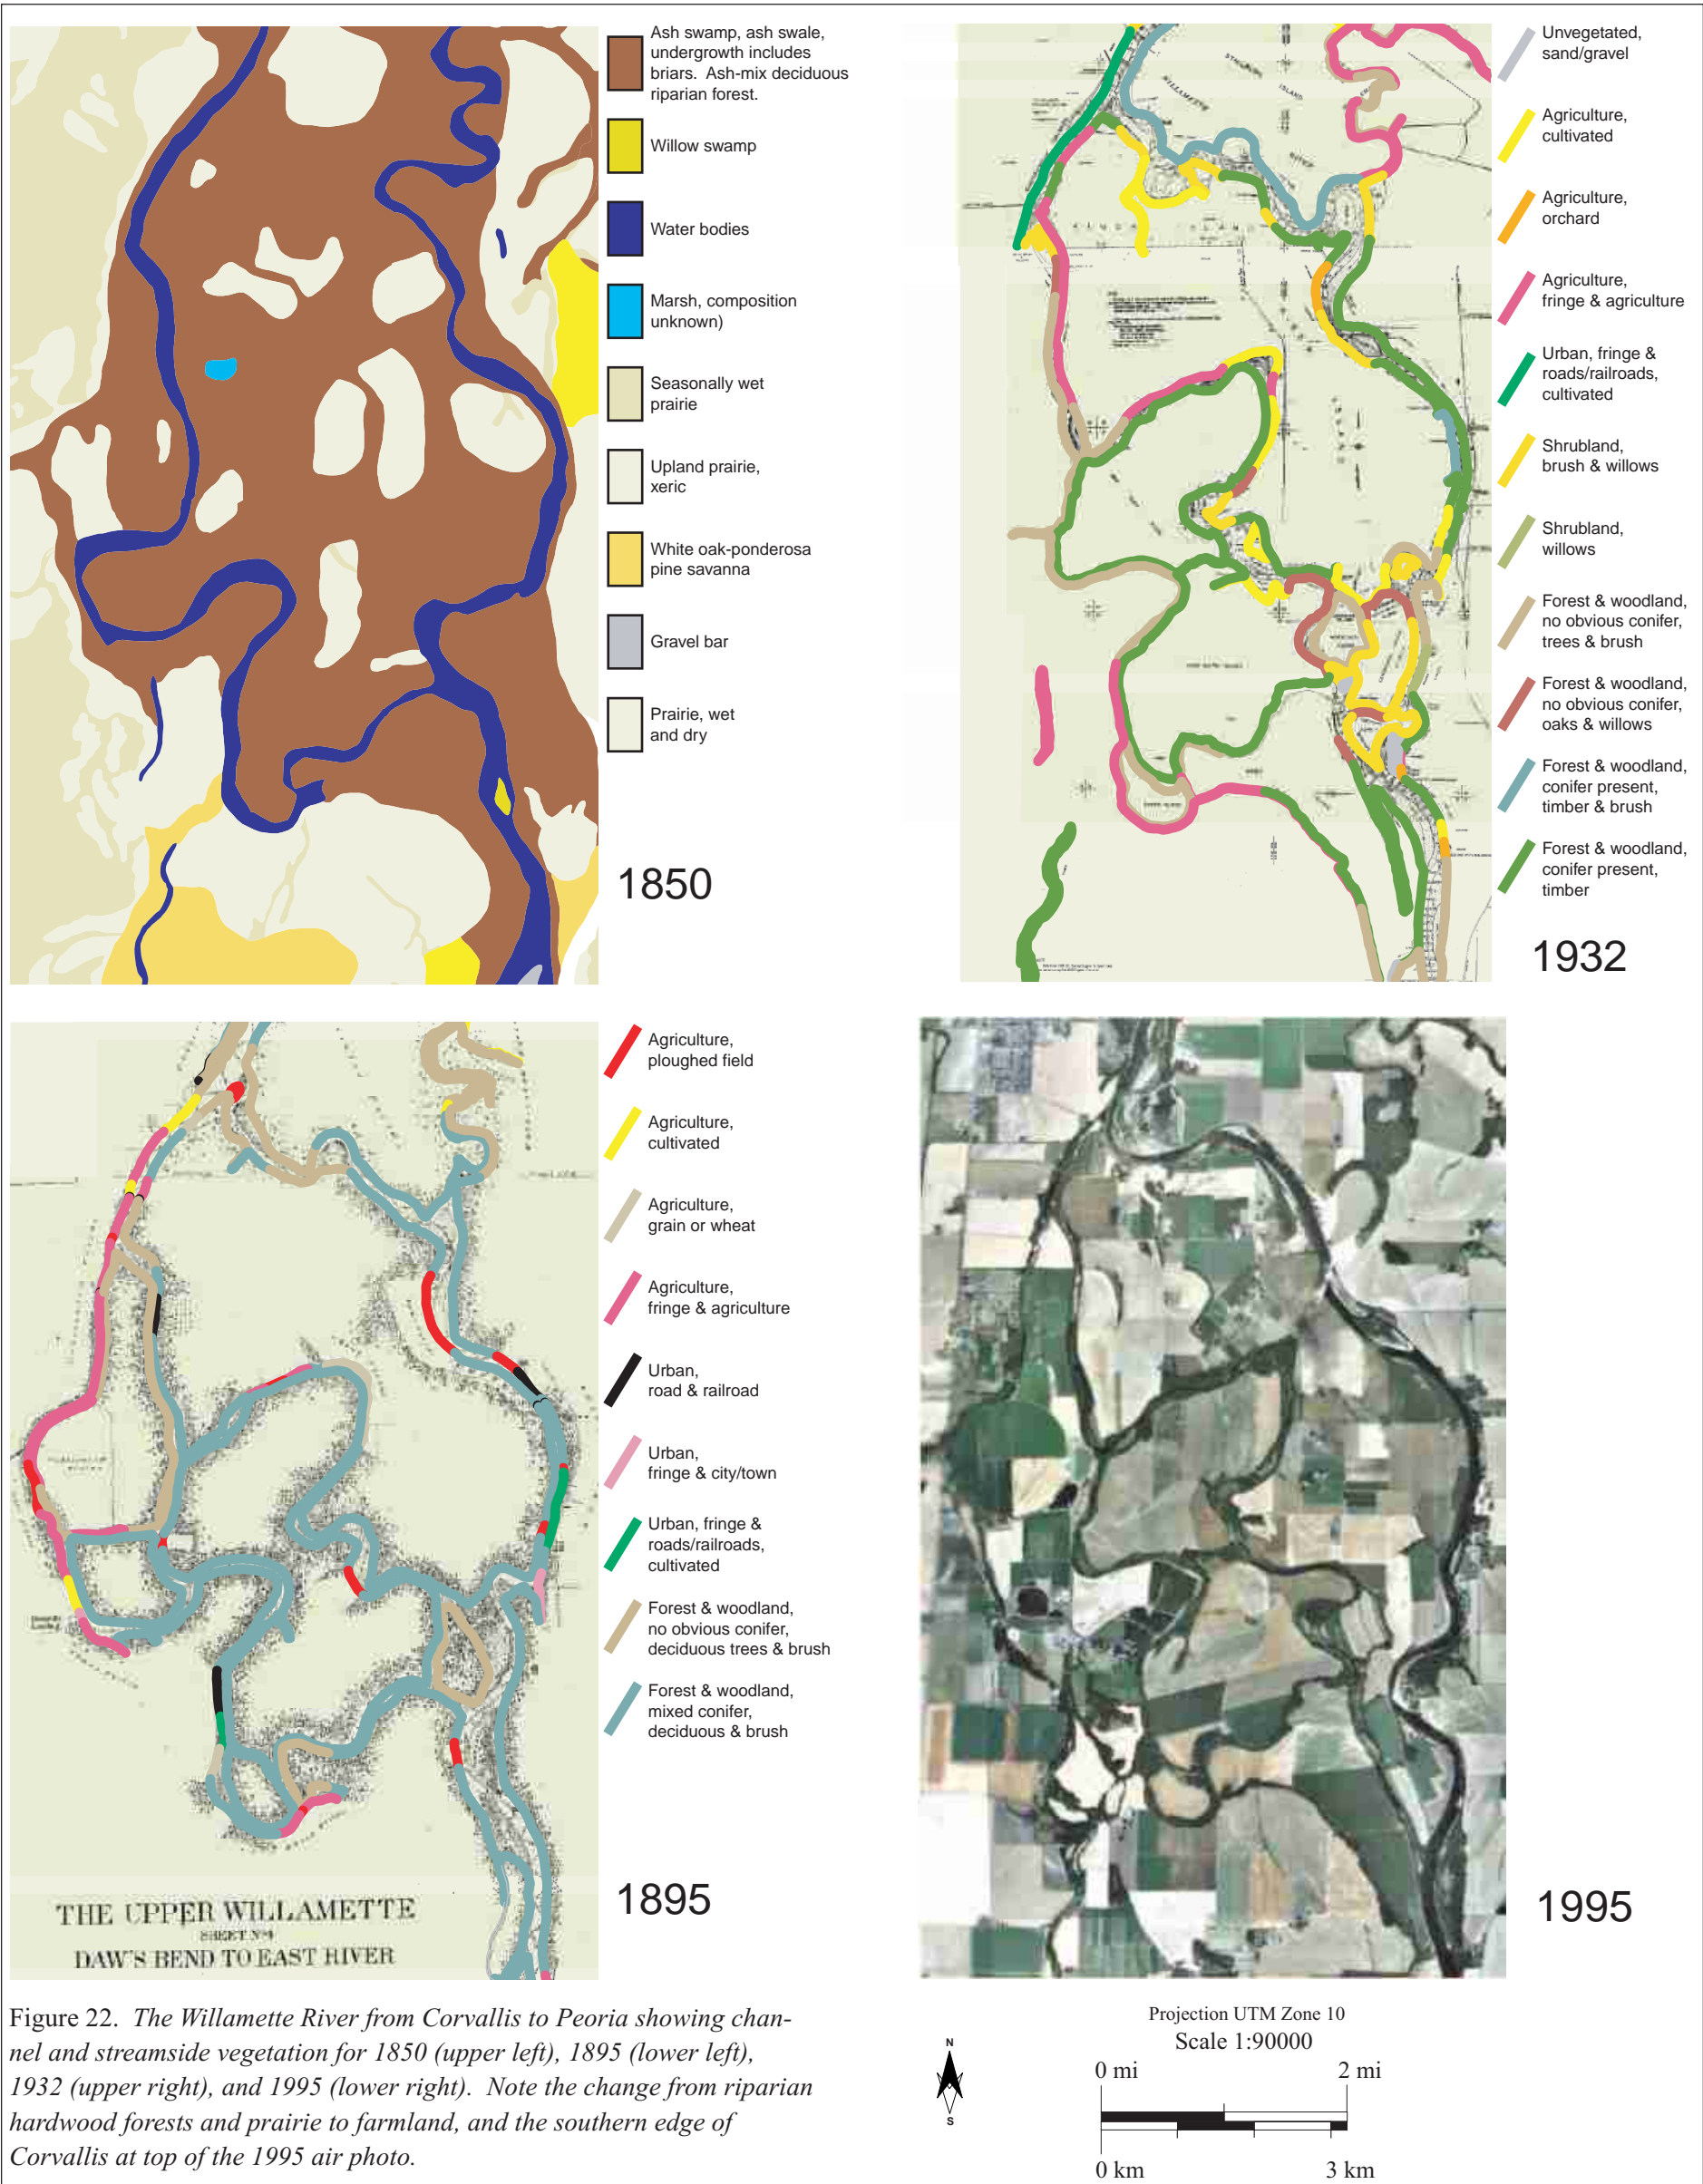 Ash swamp, ash swale,
undergrowth includes
briars. Ash-mix deciduous
riparian forest.
Willow swamp
Water bodies
Marsh, composition
unknown)
Seasonally wet
prairie
Upland prairie,
xeric
White oak-ponderosa
pine savanna
Gravel bar
Prairie, wet
and dry
1850
WILLAMETTE
ISLAND
Unvegetated,
sand/gravel
Agriculture,
cultivated
Agriculture,
orchard
Agriculture,
fringe & agriculture
Urban, fringe &
roads/railroads,
cultivated
Shrubland,
brush & willows
Shrubland,
willows
Forest & woodland,
no obvious conifer,
trees & brush
Forest & woodland,
no obvious conifer,
oaks & willows
Forest & woodland,
conifer present,
timber & brush
Forest & woodland,
conifer present,
timber
1932
Agriculture,
ploughed field
Agriculture,
cultivated
Agriculture,
grain or wheat
Agriculture,
fringe & agriculture
Urban,
road & railroad
Urban,
fringe & city/town
Urban, fringe &
roads/railroads,
cultivated
Forest & woodland,
no obvious conifer,
deciduous trees & brush
Forest & woodland,
mixed conifer,
deciduous & brush
THE UPPER WILLAMETTE
SHEET Nº4
DAW'S BEND TO EAST RIVER
1895
1995
Figure 22. The Willamette River from Corvallis to Peoria showing chan-
nel and streamside vegetation for 1850 (upper left), 1895 (lower left),
1932 (upper right), and 1995 (lower right). Note the change from riparian
hardwood forests and prairie to farmland, and the southern edge of
Corvallis at top of the 1995 air photo.
N
S
Projection UTM Zone 10
Scale 1:90000
0 mi 2 mi
0 km 3 km